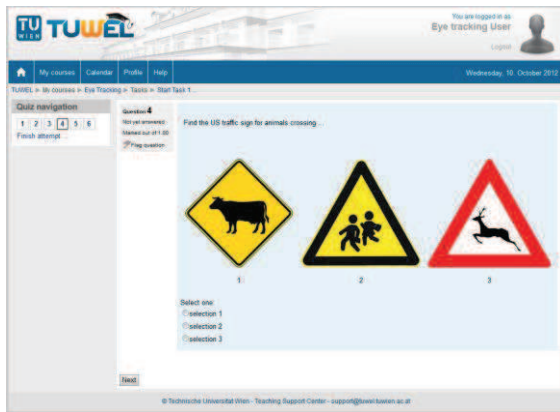 TU
WIEN
TUWEL
You are logged in as
Eye tracking User
Logout
My courses
Calendar
Profile
Help
Wednesday, 10. October 2012
TUWEL > My courses > Eye Tracking > Tasks > Start Task 1...
Quiz navigation
1 2 3 4 5 6
Finish attempt ...
Question 4
Not yet answered
Marked out of 1.00
Flag question
Find the US traffic sign for animals crossing ...
1
2
3
Select one:
selection 1
selection 2
selection 3
Next
© Technische Universität Wien - Teaching Support Center - support@tuwel.tuwien.ac.at